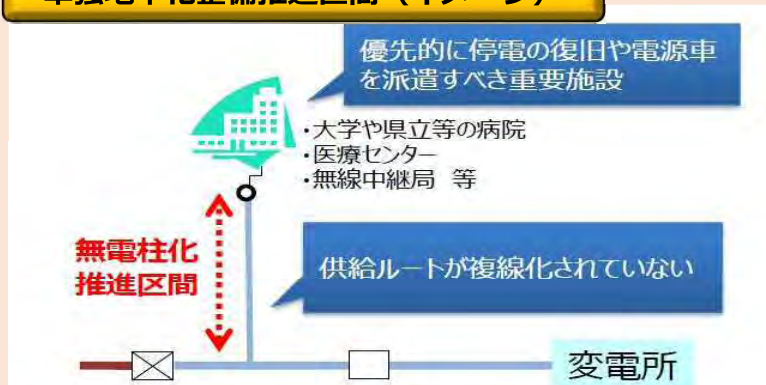 優先的に停電の復旧や電源車
を派遣すべき重要施設
・大学や県立等の病院
・医療センター
・無線中継局 等
無電柱化
推進区間
供給ルートが複線化されていない
変電所